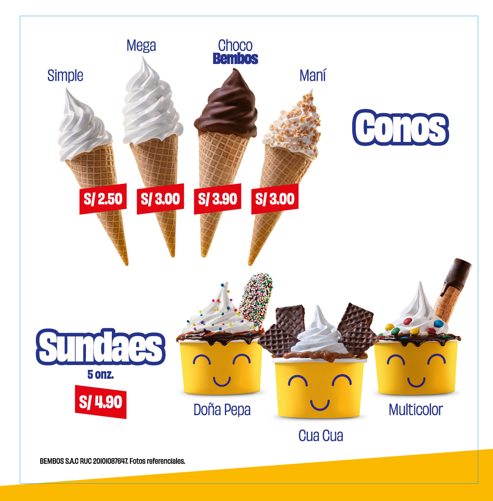 Mega
Choco
Bembos
Simple
Maní
Conos
S/ 2.50
S/ 3.00
S/ 3.90
S/ 3.00
Sundaes
5 onz.
S/ 4.90
Doña Pepa
Cua Cua
Multicolor
BEMBOS S.A.C RUC 20101087647. Fotos referenciales.